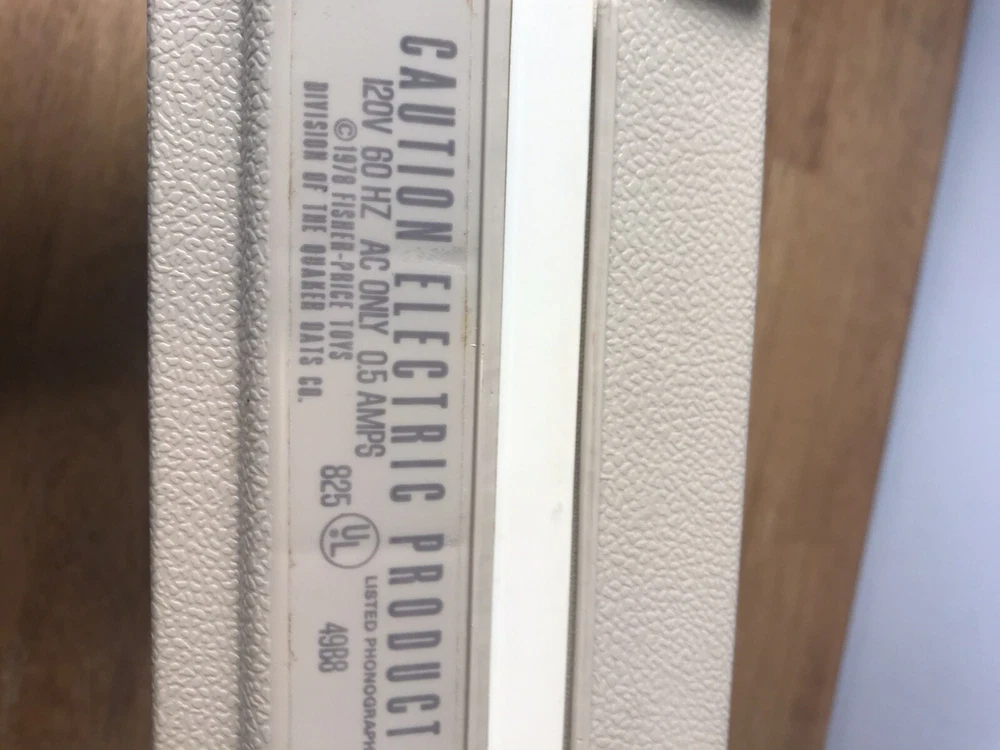 CAUTION ELECTRIC PRODUCT
120V 60 HZ AC ONLY 0.5 AMPS
© 1978 FISHER-PRICE TOYS
DIVISION OF THE QUAKER OATS CO.
825 UL LISTED PHONOGRAPH 49B8